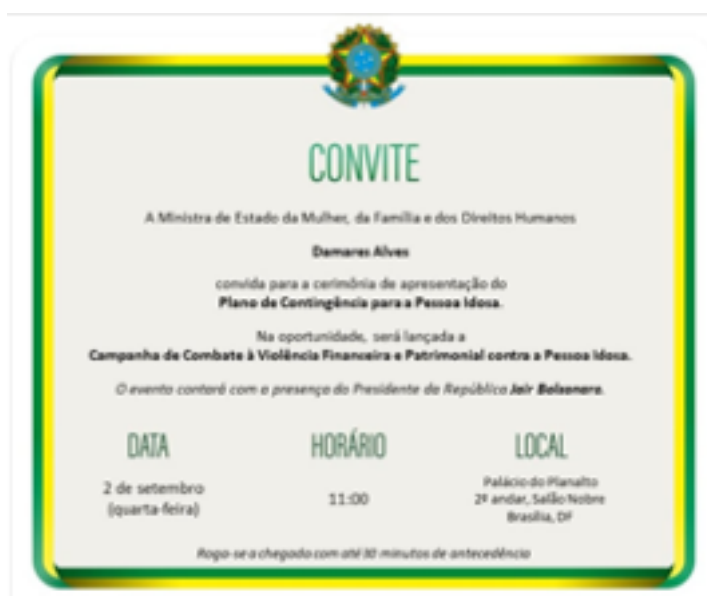 CONVITE
A Ministra de Estado da Mulher, da Família e dos Direitos Humanos
Damares Alves
convida para a cerimônia de apresentação do
Plano de Contingência para a Pessoa Idosa.
Na oportunidade, será lançada a
Campanha de Combate à Violência Financeira e Patrimonial contra a Pessoa Idosa.
O evento contará com a presença do Presidente da República Jair Bolsonaro.
DATA
2 de setembro
(quarta-feira)
HORÁRIO
11:00
LOCAL
Palácio do Planalto
2º andar, Salão Nobre
Brasília, DF
Roga-se a chegada com até 30 minutos de antecedência